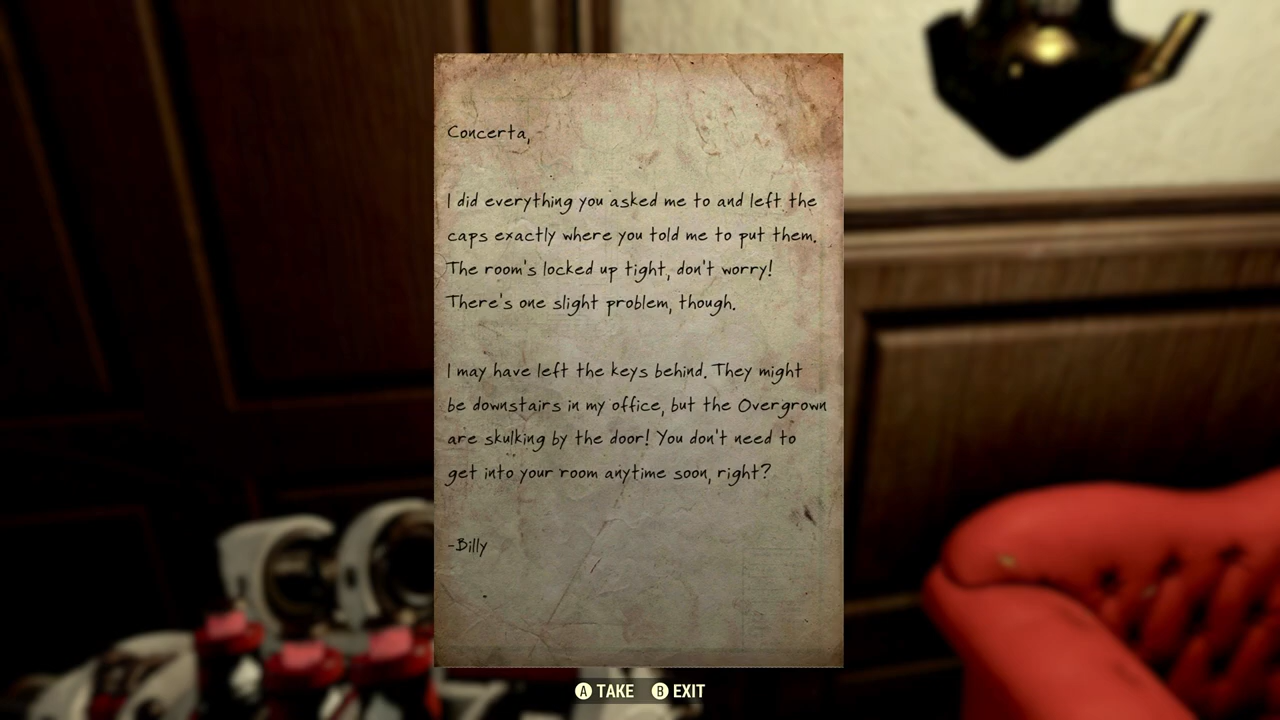 Concerta,
I did everything you asked me to and left the
caps exactly where you told me to put them.
The room's locked up tight, don't worry!
There's one slight problem, though.
I may have left the keys behind. They might
be downstairs in my office, but the Overgrown
are skulking by the door! You don't need to
get into your room anytime soon, right?
-Billy
A TAKE B EXIT